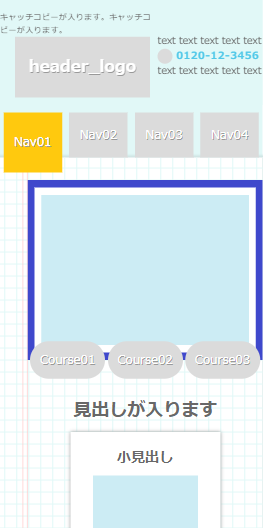 キャッチコピーが入ります。キャッチコ
ピーが入ります。
header_logo
text text text text text
0120-12-3456
text text text text text
Nav01
Nav02
Nav03
Nav04
Course01
Course02
Course03
見出しが入ります
小見出し